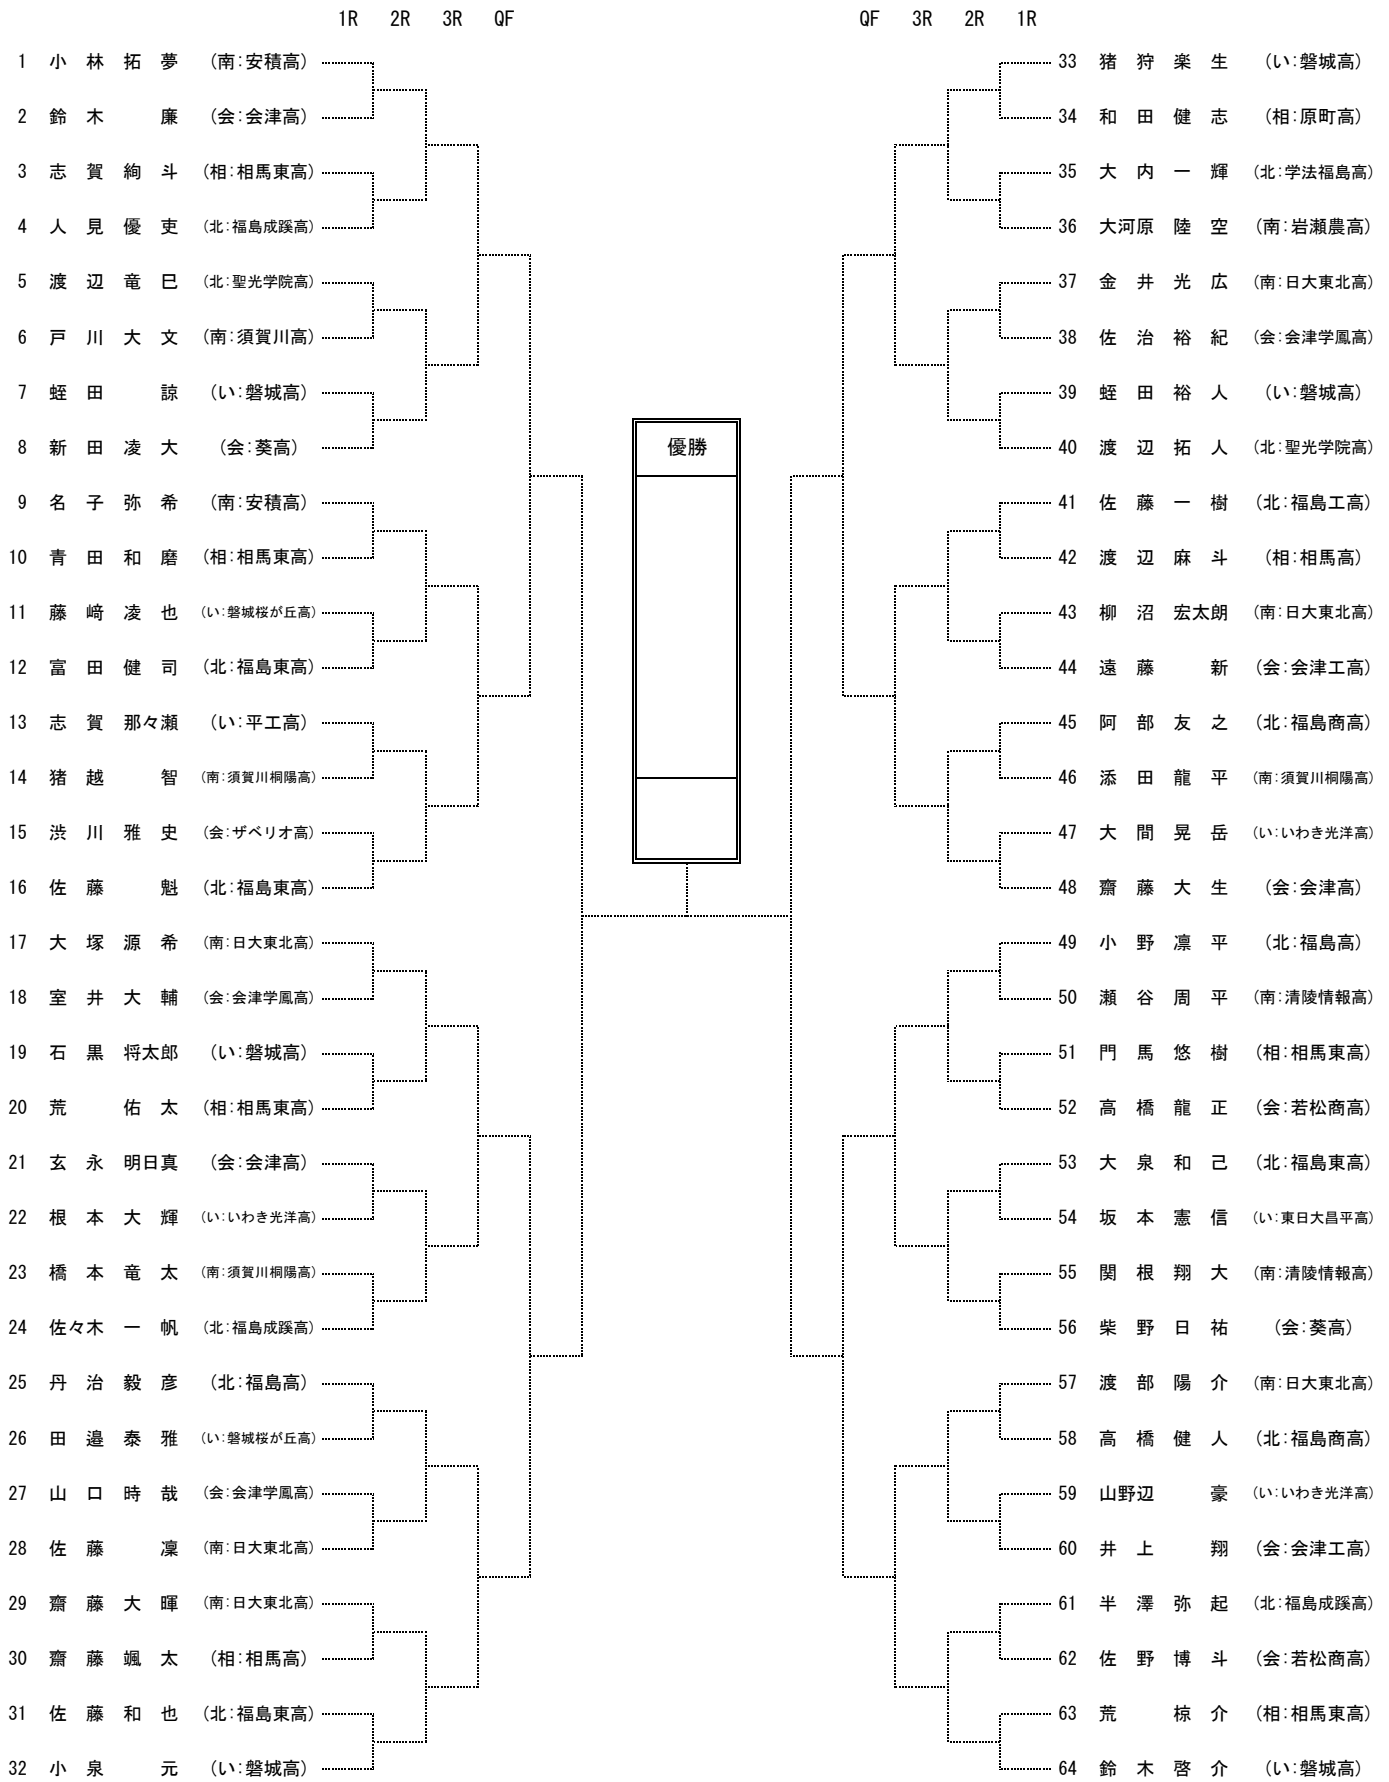 1R 2R 3R QF
1 小林拓夢 (南:安積高)
2 鈴木 廉 (会:会津高)
3 志賀絢斗 (相:相馬東高)
4 人見優吏 (北:福島成蹊高)
5 渡辺竜巳 (北:聖光学院高)
6 戸川大文 (南:須賀川高)
7 蛭田 諒 (い:磐城高)
8 新田凌大 (会:葵高)
9 名子弥希 (南:安積高)
10 青田和磨 (相:相馬東高)
11 藤﨑凌也 (い:磐城桜が丘高)
12 富田健司 (北:福島東高)
13 志賀那々瀬 (い:平工高)
14 猪越 智 (南:須賀川桐陽高)
15 渋川雅史 (会:ザベリオ高)
16 佐藤 魁 (北:福島東高)
17 大塚源希 (南:日大東北高)
18 室井大輔 (会:会津学鳳高)
19 石黒将太郎 (い:磐城高)
20 荒 佑太 (相:相馬東高)
21 玄永明日真 (会:会津高)
22 根本大輝 (い:いわき光洋高)
23 橋本竜太 (南:須賀川桐陽高)
24 佐々木一帆 (北:福島成蹊高)
25 丹治毅彦 (北:福島高)
26 田邉泰雅 (い:磐城桜が丘高)
27 山口時哉 (会:会津学鳳高)
28 佐藤 凜 (南:日大東北高)
29 齋藤大暉 (南:日大東北高)
30 齋藤颯太 (相:相馬高)
31 佐藤和也 (北:福島東高)
32 小泉 元 (い:磐城高)
優勝
QF 3R 2R 1R
33 猪狩楽生 (い:磐城高)
34 和田健志 (相:原町高)
35 大内一輝 (北:学法福島高)
36 大河原陸空 (南:岩瀬農高)
37 金井光広 (南:日大東北高)
38 佐治裕紀 (会:会津学鳳高)
39 蛭田裕人 (い:磐城高)
40 渡辺拓人 (北:聖光学院高)
41 佐藤一樹 (北:福島工高)
42 渡辺麻斗 (相:相馬高)
43 柳沼宏太朗 (南:日大東北高)
44 遠藤 新 (会:会津工高)
45 阿部友之 (北:福島商高)
46 添田龍平 (南:須賀川桐陽高)
47 大間晃岳 (い:いわき光洋高)
48 齋藤大生 (会:会津高)
49 小野凛平 (北:福島高)
50 瀬谷周平 (南:清陵情報高)
51 門馬悠樹 (相:相馬東高)
52 高橋龍正 (会:若松商高)
53 大泉和己 (北:福島東高)
54 坂本憲信 (い:東日大昌平高)
55 関根翔大 (南:清陵情報高)
56 柴野日祐 (会:葵高)
57 渡部陽介 (南:日大東北高)
58 高橋健人 (北:福島商高)
59 山野辺 豪 (い:いわき光洋高)
60 井上 翔 (会:会津工高)
61 半澤弥起 (北:福島成蹊高)
62 佐野博斗 (会:若松商高)
63 荒 椋介 (相:相馬東高)
64 鈴木啓介 (い:磐城高)